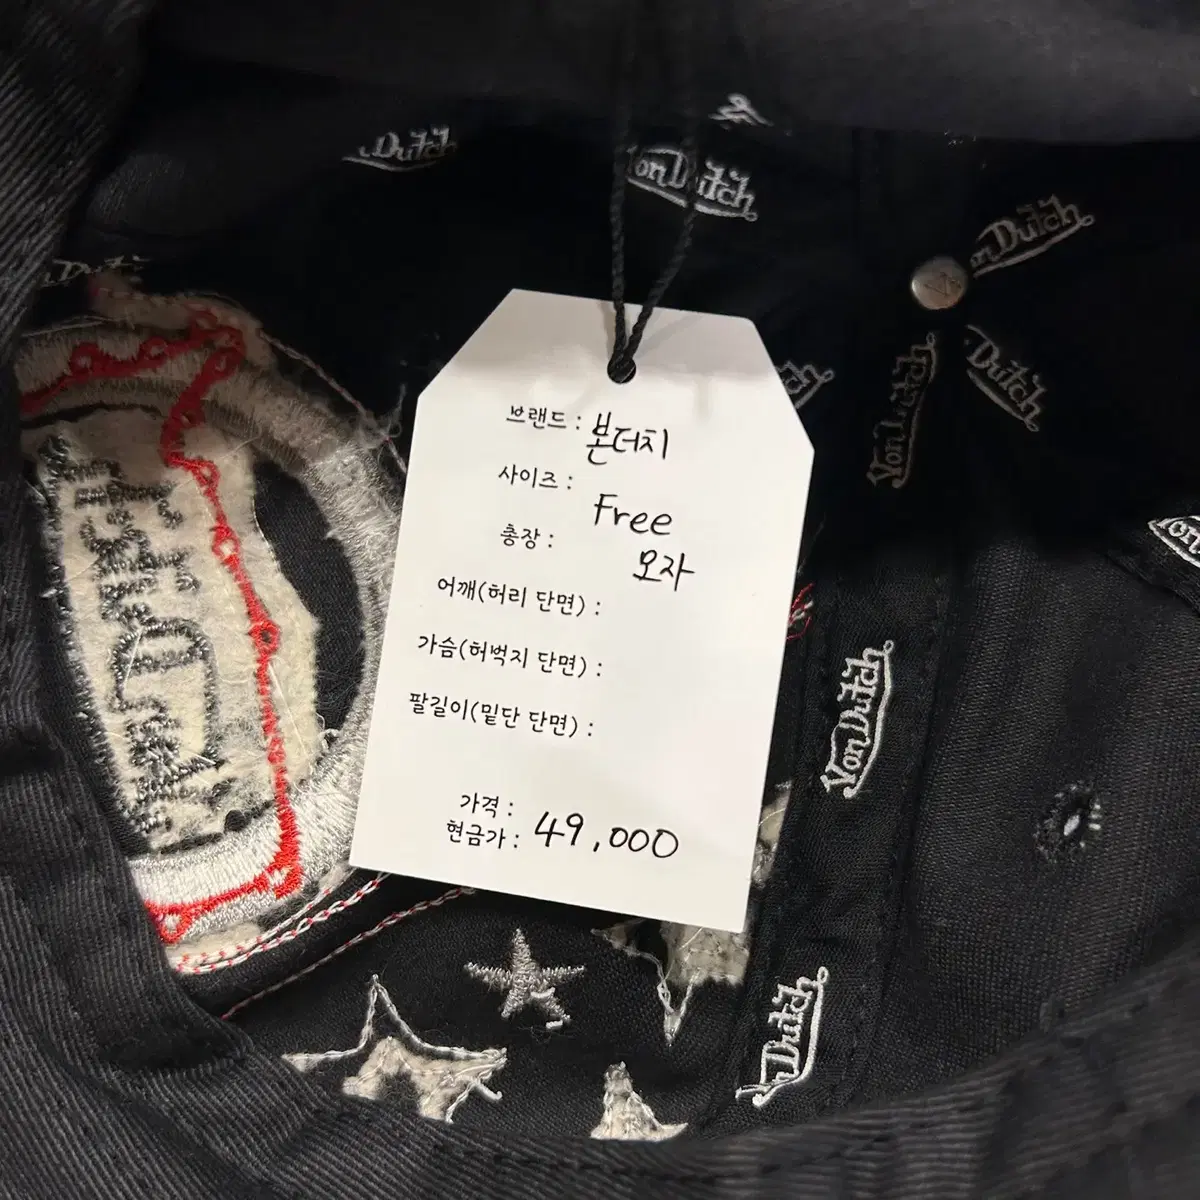 Dutch
Von Dutch
Von Dutch
Dutch
Von Dutch
브랜드 : 본더치
사이즈 : Free
총장 : 모자
어깨(허리 단면) :
가슴(허벅지 단면) :
팔길이(밑단 단면) :
가격 :
현금가 : 49,000
Von Dutch
Von Dutch